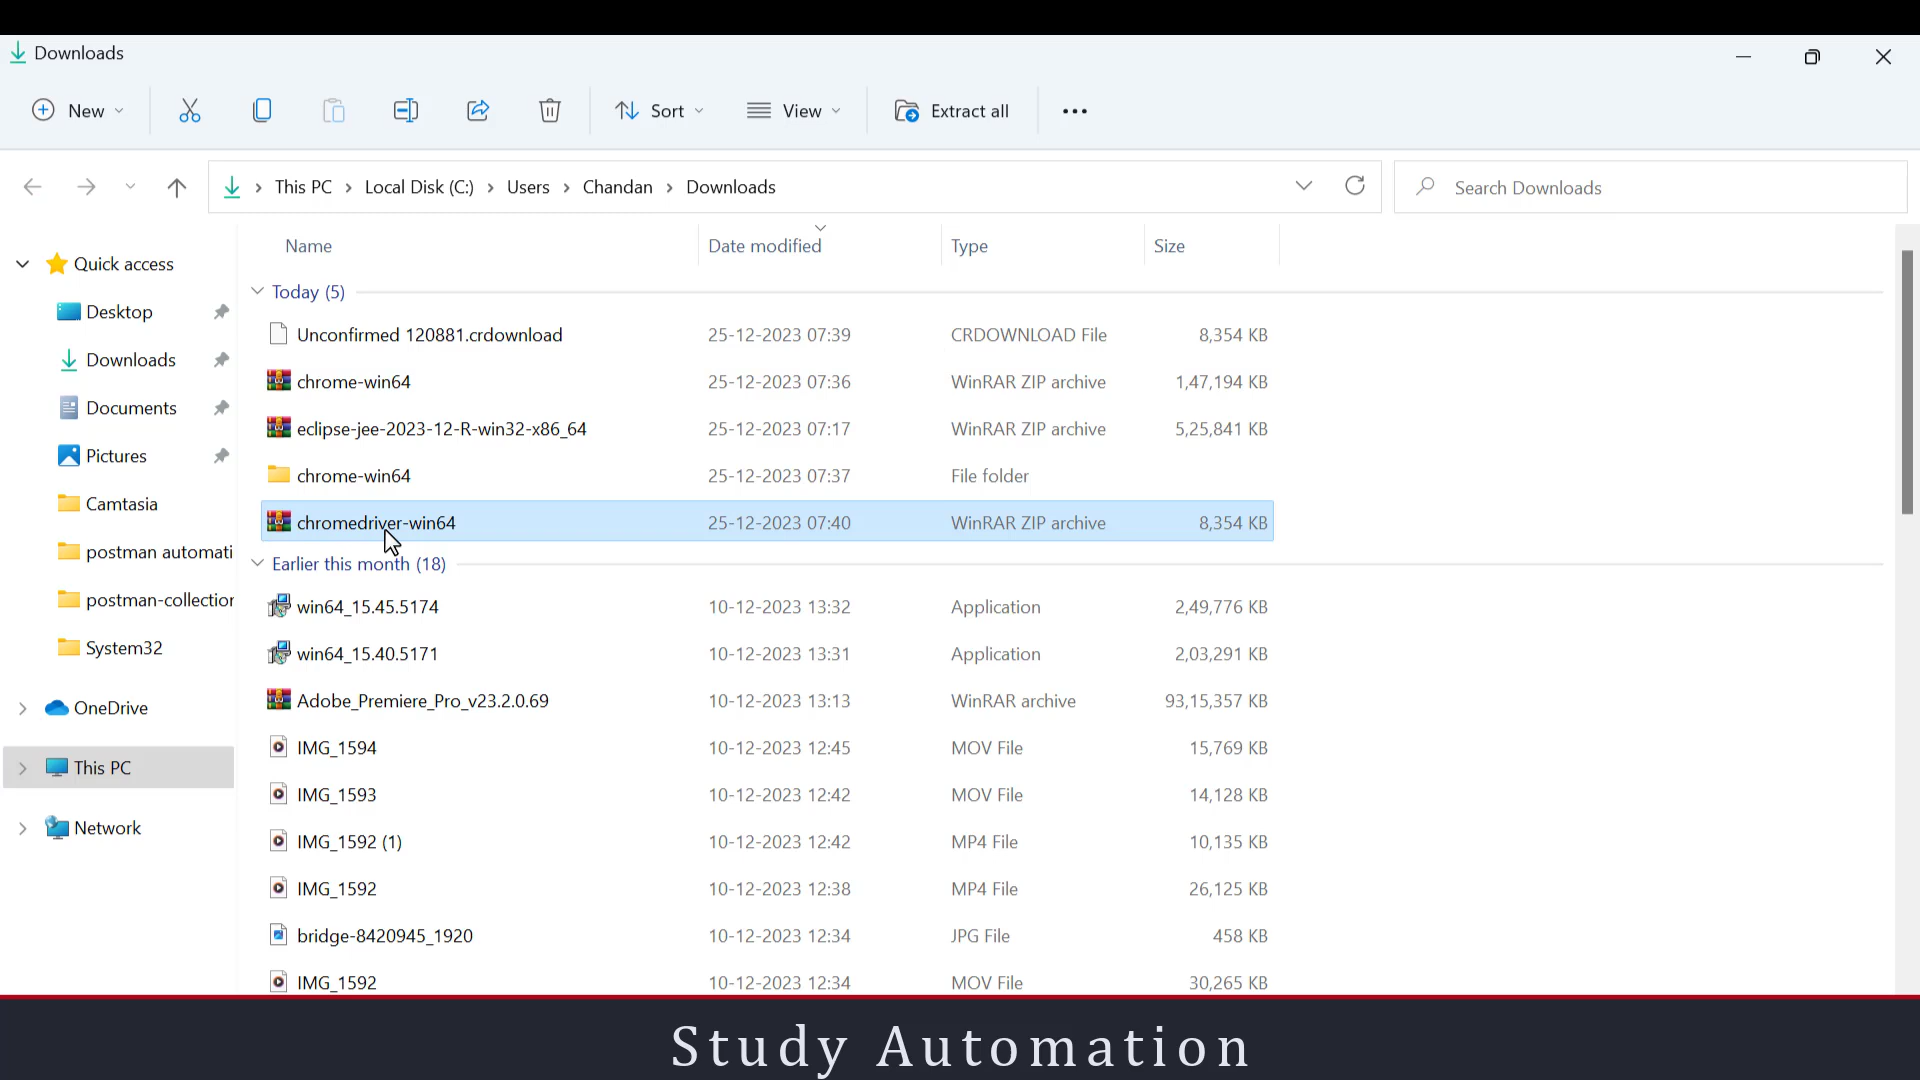 Downloads
New
Sort
View
Extract all
This PC > Local Disk (C:) > Users > Chandan > Downloads
Search Downloads
Quick access
Desktop
Downloads
Documents
Pictures
Camtasia
postman automati
postman-collection
System32
OneDrive
This PC
Network
Name Date modified Type Size
Today (5)
Unconfirmed 120881.crdownload 25-12-2023 07:39 CRDOWNLOAD File 8,354 KB
chrome-win64 25-12-2023 07:36 WinRAR ZIP archive 1,47,194 KB
eclipse-jee-2023-12-R-win32-x86_64 25-12-2023 07:17 WinRAR ZIP archive 5,25,841 KB
chrome-win64 25-12-2023 07:37 File folder
chromedriver-win64 25-12-2023 07:40 WinRAR ZIP archive 8,354 KB
Earlier this month (18)
win64_15.45.5174 10-12-2023 13:32 Application 2,49,776 KB
win64_15.40.5171 10-12-2023 13:31 Application 2,03,291 KB
Adobe_Premiere_Pro_v23.2.0.69 10-12-2023 13:13 WinRAR archive 93,15,357 KB
IMG_1594 10-12-2023 12:45 MOV File 15,769 KB
IMG_1593 10-12-2023 12:42 MOV File 14,128 KB
IMG_1592 (1) 10-12-2023 12:42 MP4 File 10,135 KB
IMG_1592 10-12-2023 12:38 MP4 File 26,125 KB
bridge-8420945_1920 10-12-2023 12:34 JPG File 458 KB
IMG_1592 10-12-2023 12:34 MOV File 30,265 KB
Study Automation